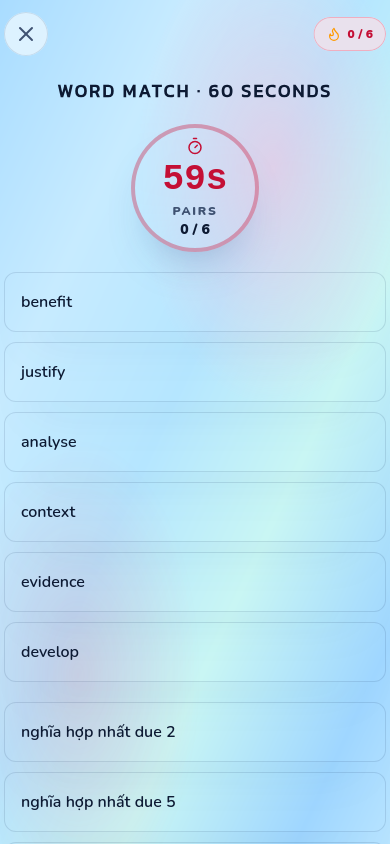 0 / 6
WORD MATCH · 60 SECONDS
59s
PAIRS
0 / 6
benefit
justify
analyse
context
evidence
develop
nghĩa hợp nhất due 2
nghĩa hợp nhất due 5